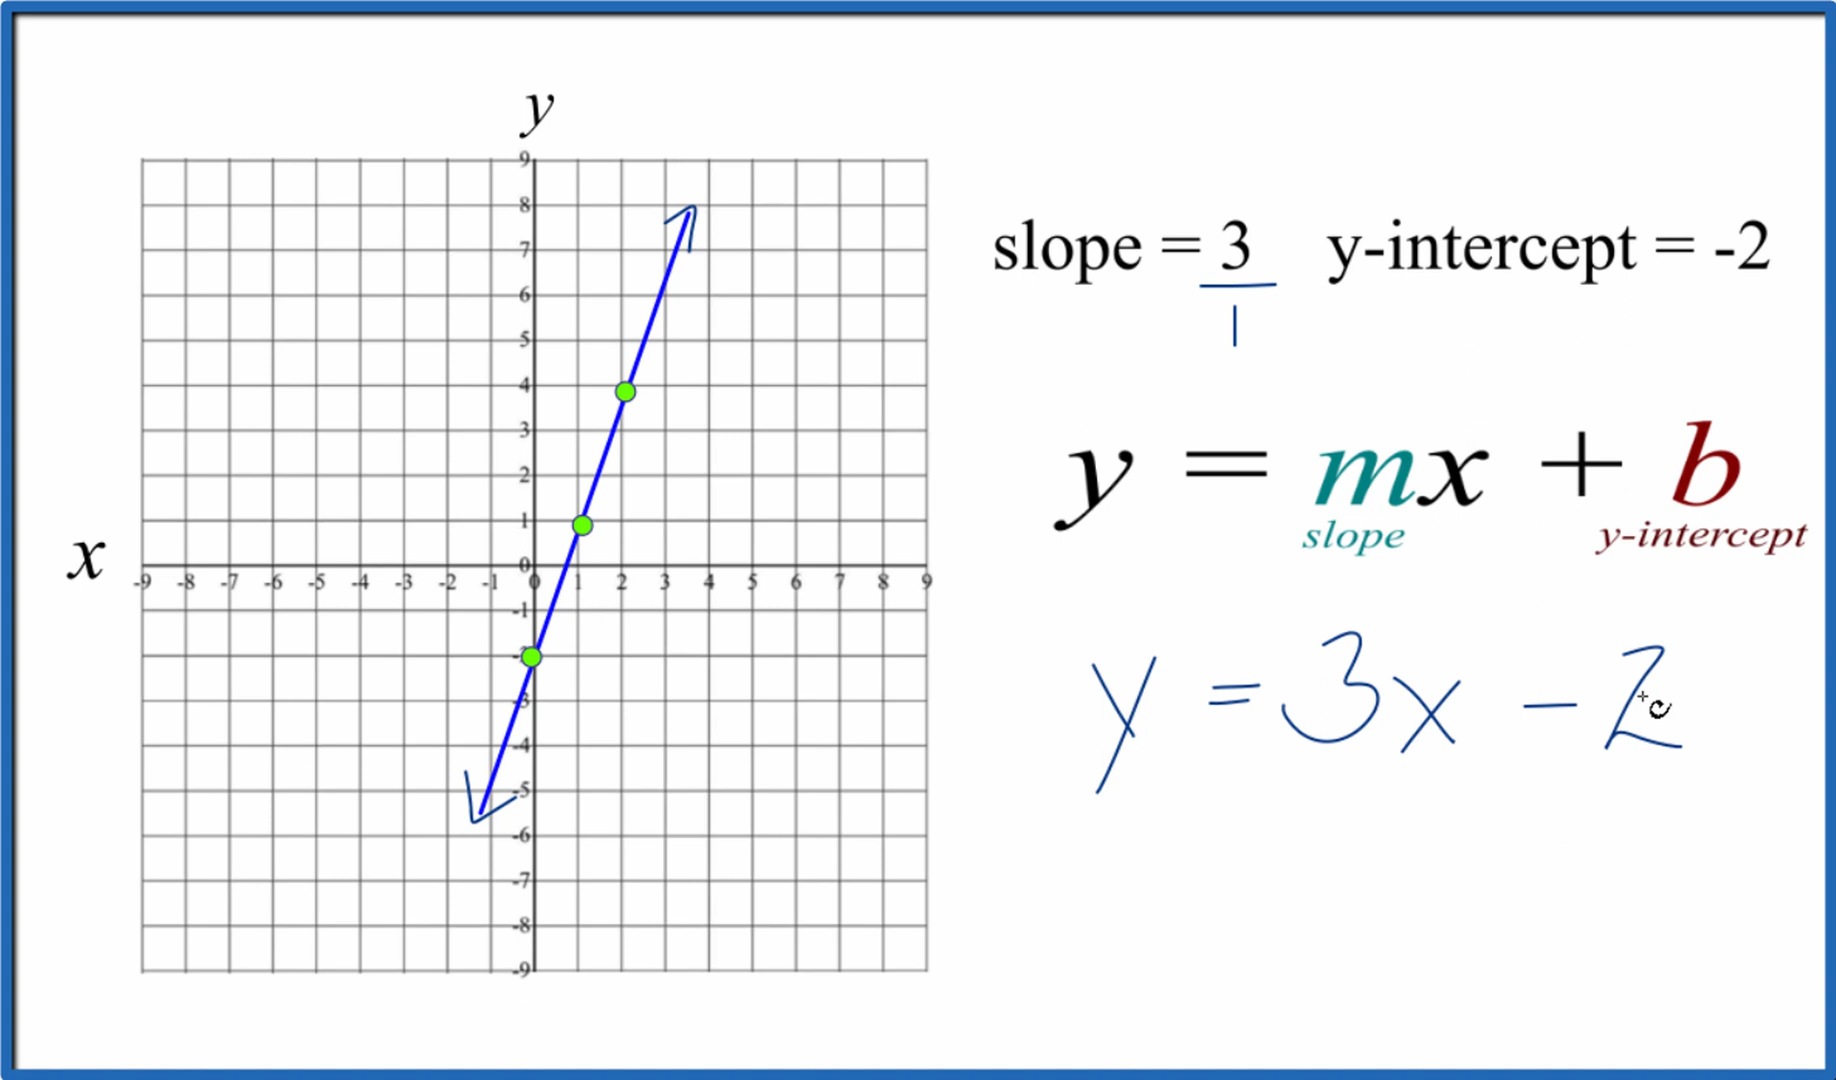 y
9
8
7
6
5
4
3
2
1
0
x
-9 -8 -7 -6 -5 -4 -3 -2 -1 0 1 2 3 4 5 6 7 8 9
-1
-3
-4
-5
-6
-7
-8
-9
slope = 3 y-intercept = -2
1
y = mx + b
slope y-intercept
y = 3x - 2